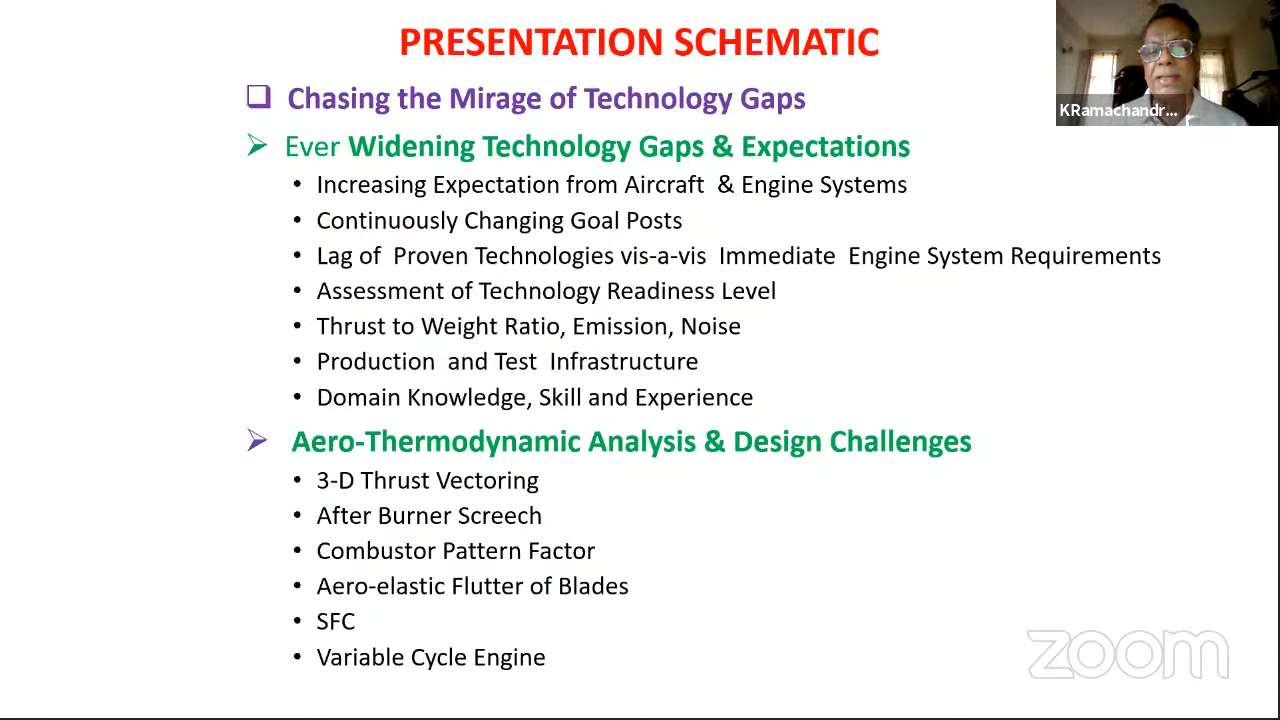 PRESENTATION SCHEMATIC
KRamachandr...
Chasing the Mirage of Technology Gaps
Ever Widening Technology Gaps & Expectations
• Increasing Expectation from Aircraft & Engine Systems
• Continuously Changing Goal Posts
• Lag of Proven Technologies vis-a-vis Immediate Engine System Requirements
• Assessment of Technology Readiness Level
• Thrust to Weight Ratio, Emission, Noise
• Production and Test Infrastructure
• Domain Knowledge, Skill and Experience
Aero-Thermodynamic Analysis & Design Challenges
• 3-D Thrust Vectoring
• After Burner Screech
• Combustor Pattern Factor
• Aero-elastic Flutter of Blades
• SFC
• Variable Cycle Engine
zoom